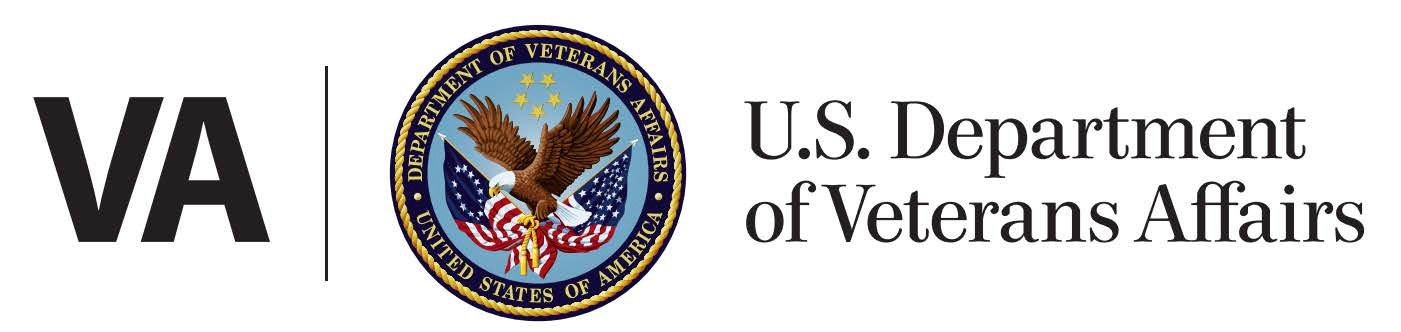 VA
DEPARTMENT OF VETERANS AFFAIRS
UNITED STATES OF AMERICA
U.S. Department
of Veterans Affairs